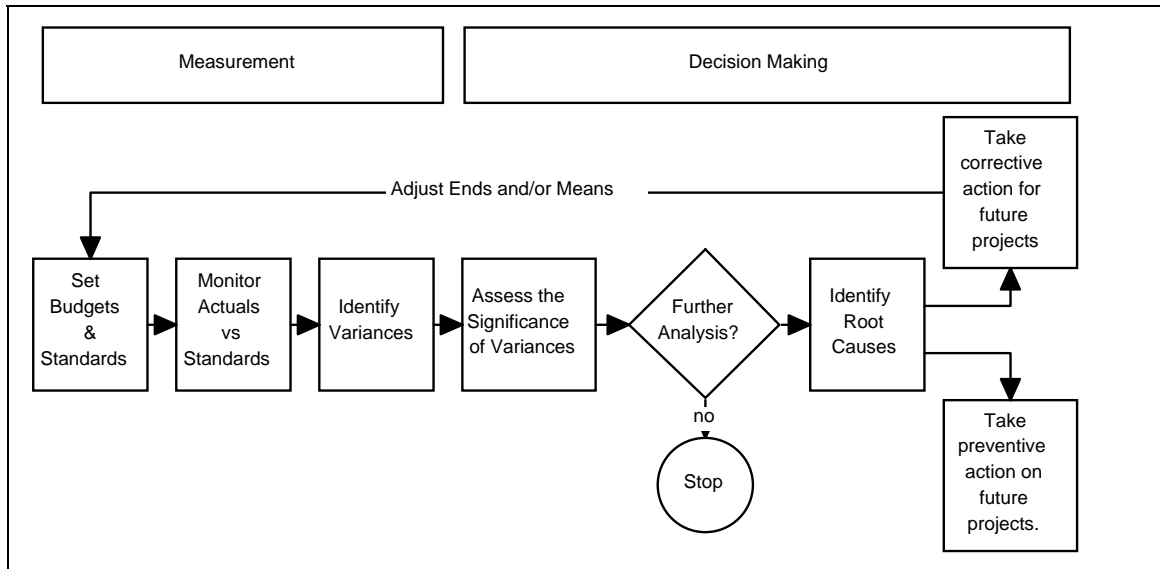 Measurement
Decision Making
Take
corrective
action for
future
projects
Adjust Ends and/or Means
Set
Budgets
&
Standards
Monitor
Actuals
vs
Standards
Identify
Variances
Assess the
Significance
of Variances
Further
Analysis?
Identify
Root
Causes
no
Stop
Take
preventive
action on
future
projects.